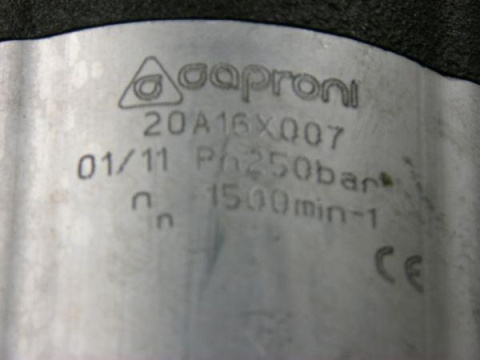 caproni
20A16X007
01/11 Pn250bar
n n 1500min-1
CE